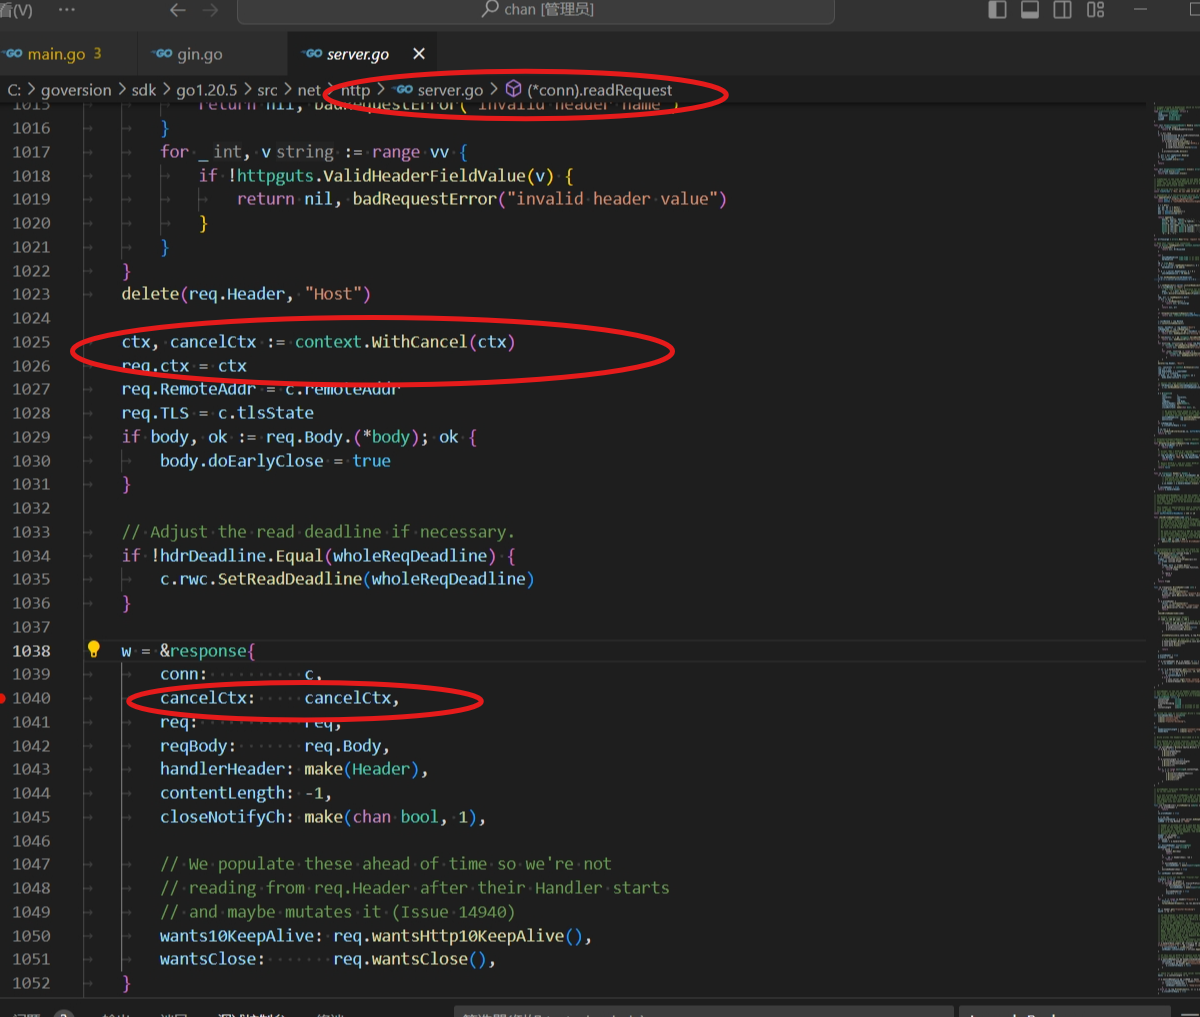 看(V) ··· ← → chan [管理员]
main.go 3 gin.go server.go ×
C: > goversion > sdk > go1.20.5 > src > net > http > server.go > (*conn).readRequest
1015 return nil, badRequestError("invalid header name")
1016 }
1017 for _ int, v string := range vv {
1018 if !httpguts.ValidHeaderFieldValue(v) {
1019 return nil, badRequestError("invalid header value")
1020 }
1021 }
1022 }
1023 delete(req.Header, "Host")
1024
1025 ctx, cancelCtx := context.WithCancel(ctx)
1026 req.ctx = ctx
1027 req.RemoteAddr = c.remoteAddr
1028 req.TLS = c.tlsState
1029 if body, ok := req.Body.(*body); ok {
1030 body.doEarlyClose = true
1031 }
1032
1033 // Adjust the read deadline if necessary.
1034 if !hdrDeadline.Equal(wholeReqDeadline) {
1035 c.rwc.SetReadDeadline(wholeReqDeadline)
1036 }
1037
1038 w = &response{
1039 conn: c,
1040 cancelCtx: cancelCtx,
1041 req: req,
1042 reqBody: req.Body,
1043 handlerHeader: make(Header),
1044 contentLength: -1,
1045 closeNotifyCh: make(chan bool, 1),
1046
1047 // We populate these ahead of time so we're not
1048 // reading from req.Header after their Handler starts
1049 // and maybe mutates it (Issue 14940)
1050 wants10KeepAlive: req.wantsHttp10KeepAlive(),
1051 wantsClose: req.wantsClose(),
1052 }